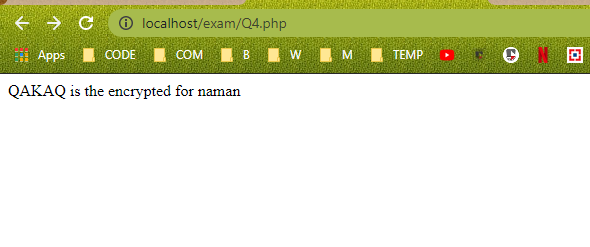 localhost/exam/Q4.php
Apps CODE COM B W M TEMP
QAKAQ is the encrypted for naman